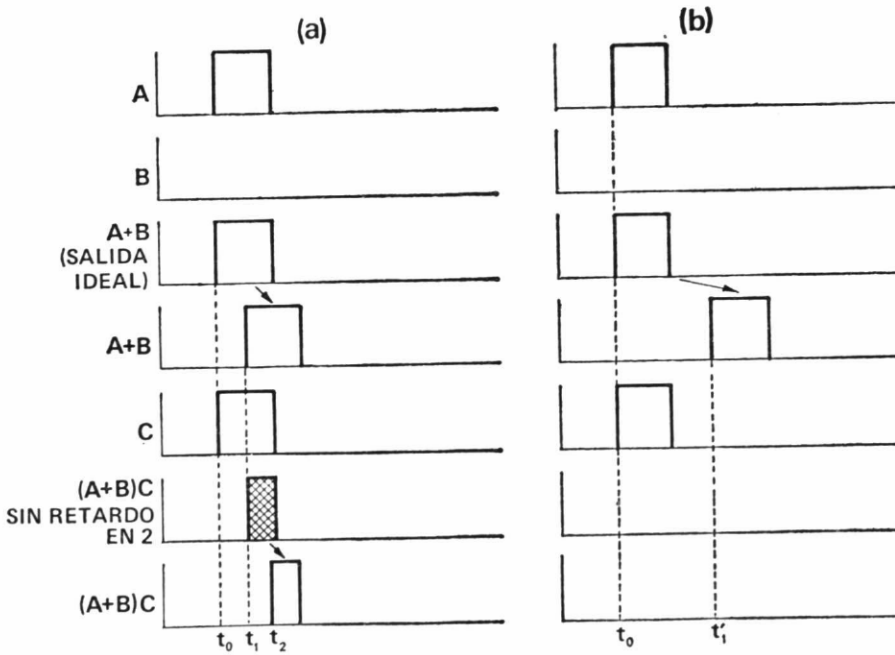 (a)
(b)
A
B
A+B
(SALIDA
IDEAL)
A+B
C
(A+B)C
SIN RETARDO
EN 2
(A+B)C
t₀ t₁ t₂
t₀ t'₁